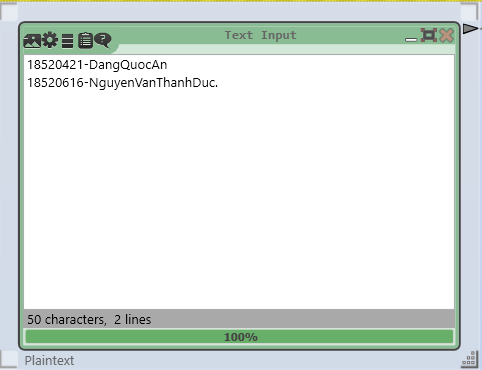 Text Input
18520421-DangQuocAn
18520616-NguyenVanThanhDuc.
50 characters, 2 lines
100%
Plaintext